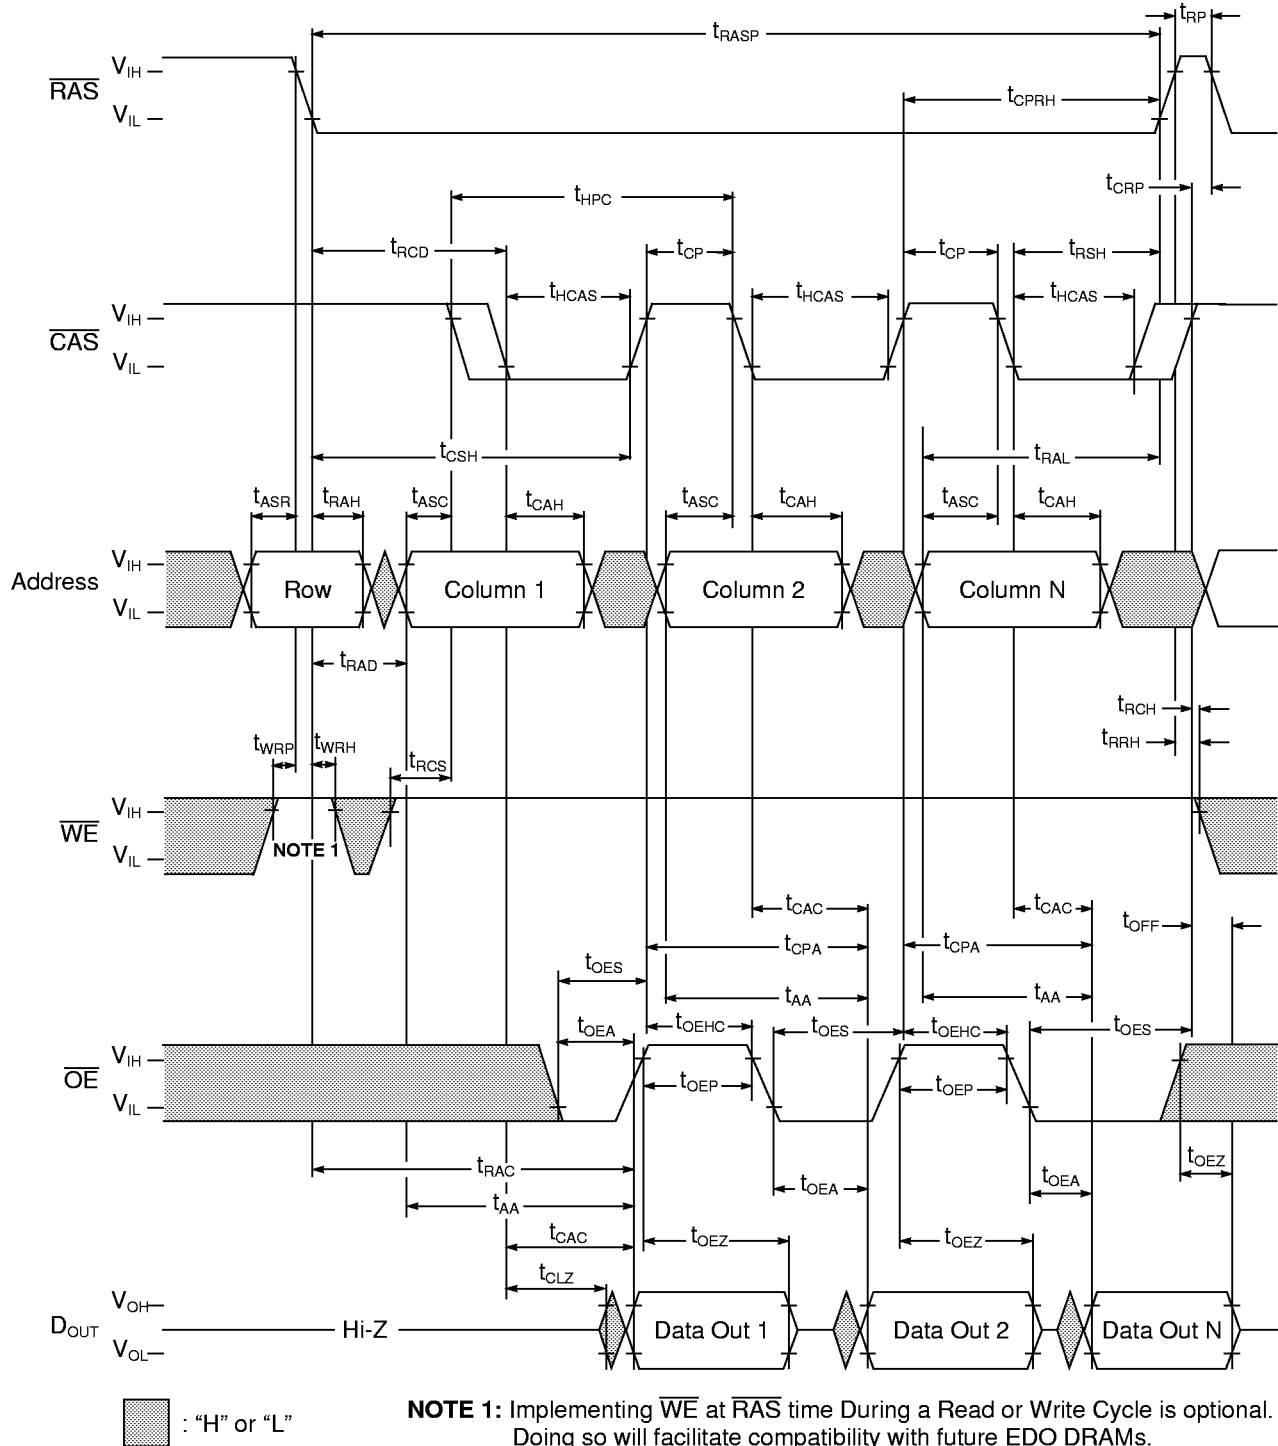 tRP
tRASP
VIH
RAS
VIL
tCPRH
tCRP
tHPC
tRCD
tCP
tCP
tRSH
tHCAS
tHCAS
tHCAS
VIH
CAS
VIL
tCSH
tRAL
tASR
tRAH
tASC
tCAH
tASC
tCAH
tASC
tCAH
VIH
Address
Row
Column 1
Column 2
Column N
VIL
tRAD
tRCH
tRRH
tWRP
tWRH
tRCS
VIH
WE
NOTE 1
VIL
tCAC
tCAC
tOFF
tCPA
tCPA
tOES
tAA
tAA
tOEA
tOEHC
tOES
tOEHC
tOES
VIH
OE
tOEP
tOEP
VIL
tRAC
tOEZ
tOEA
tOEA
tAA
tCAC
tOEZ
tOEZ
tCLZ
VOH
DOUT
Hi-Z
Data Out 1
Data Out 2
Data Out N
VOL
: “H” or “L”
NOTE 1: Implementing WE at RAS time During a Read or Write Cycle is optional.
Doing so will facilitate compatibility with future EDO DRAMs.